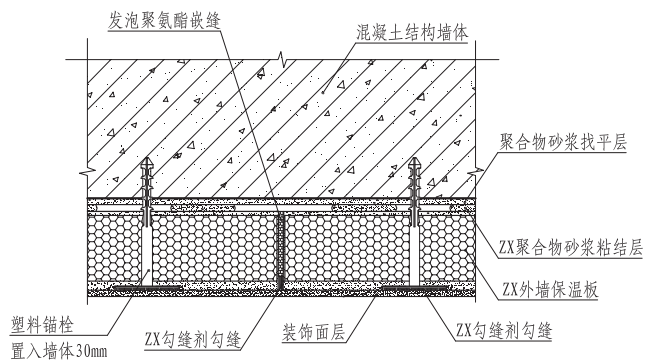 发泡聚氨酯嵌缝
混凝土结构墙体
聚合物砂浆找平层
ZX聚合物砂浆粘结层
ZX外墙保温板
塑料锚栓
置入墙体30mm
ZX勾缝剂勾缝
装饰面层
ZX勾缝剂勾缝